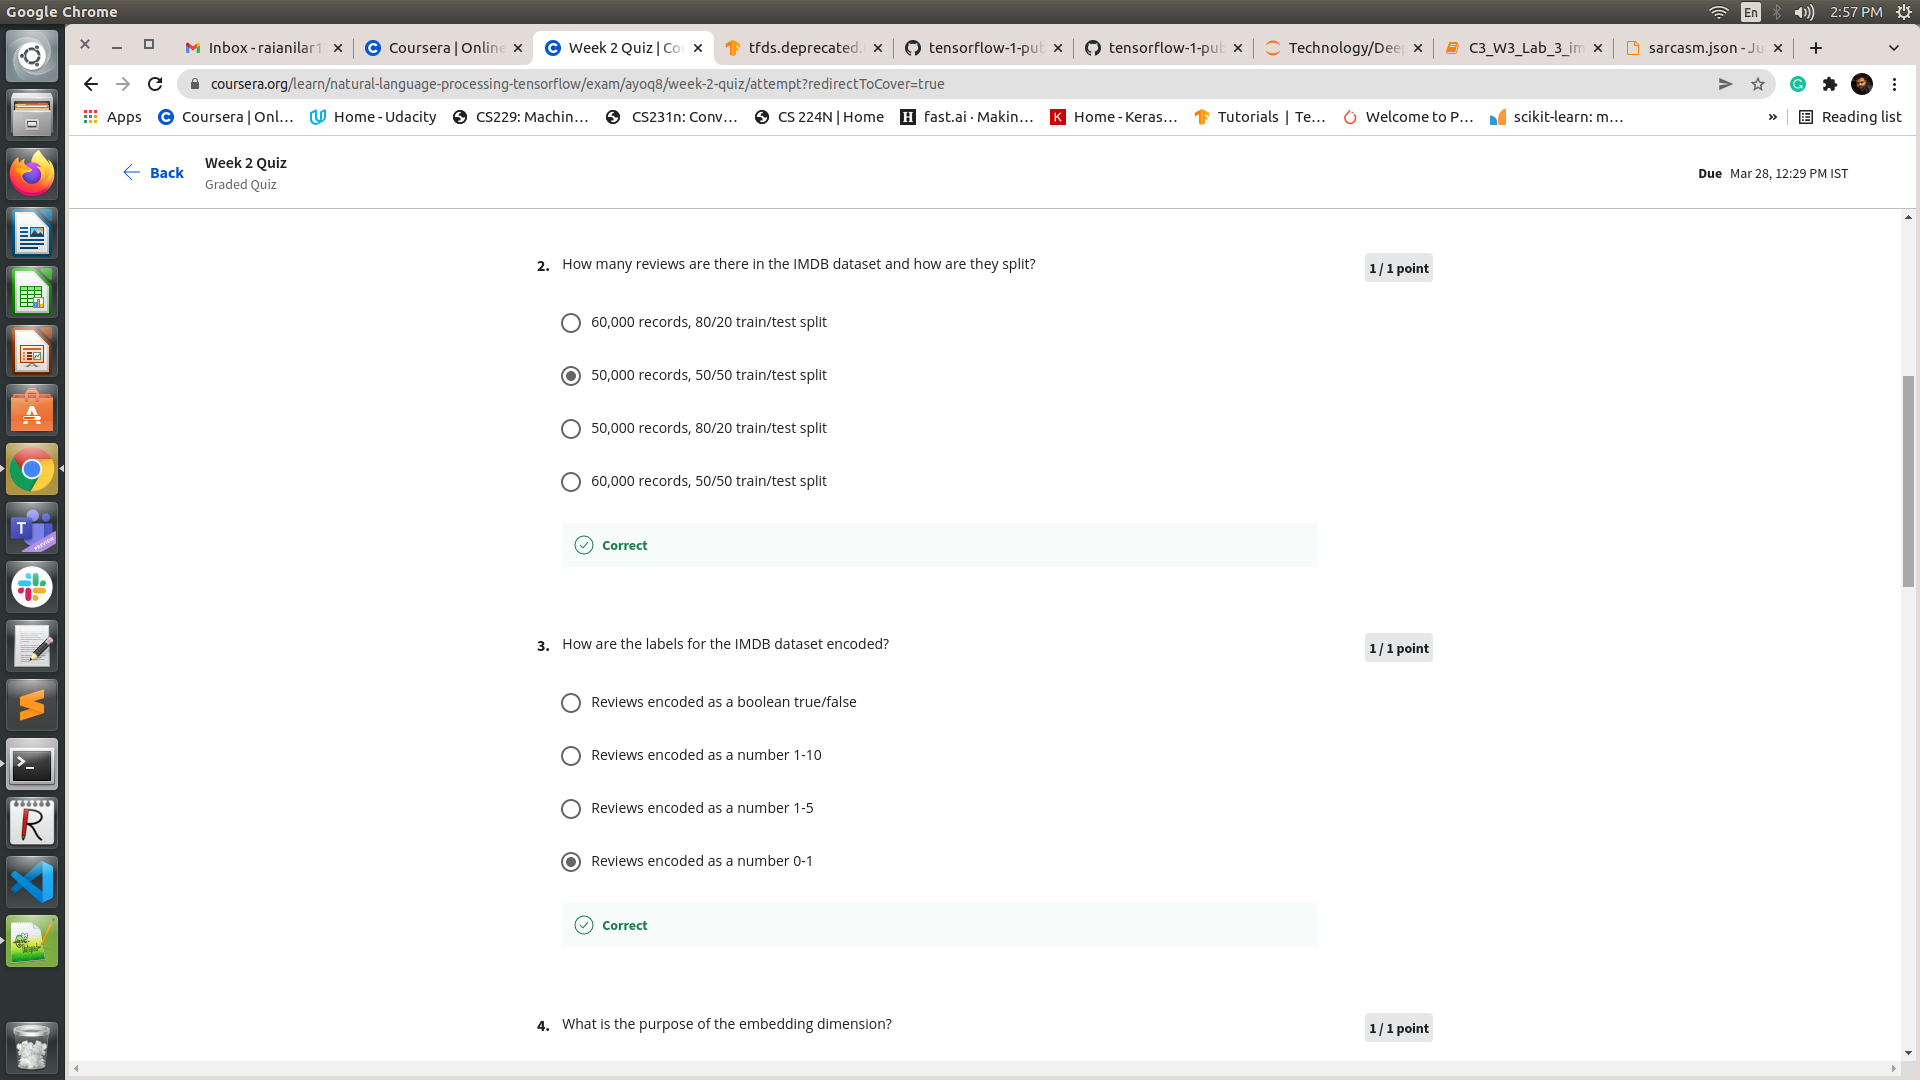 Google Chrome
En
2:57 PM
Inbox - raianilar1
Coursera | Online
Week 2 Quiz | Co
tfds.deprecated.
tensorflow-1-pub
tensorflow-1-pub
Technology/Deep
C3_W3_Lab_3_im
sarcasm.json - Ju
coursera.org/learn/natural-language-processing-tensorflow/exam/ayoq8/week-2-quiz/attempt?redirectToCover=true
Apps
Coursera | Onl...
Home - Udacity
CS229: Machin...
CS231n: Conv...
CS 224N | Home
fast.ai · Makin...
Home - Keras...
Tutorials | Te...
Welcome to P...
scikit-learn: m...
»
Reading list
Back
Week 2 Quiz
Graded Quiz
Due Mar 28, 12:29 PM IST
2. How many reviews are there in the IMDB dataset and how are they split?
1 / 1 point
60,000 records, 80/20 train/test split
50,000 records, 50/50 train/test split
50,000 records, 80/20 train/test split
60,000 records, 50/50 train/test split
Correct
3. How are the labels for the IMDB dataset encoded?
1 / 1 point
Reviews encoded as a boolean true/false
Reviews encoded as a number 1-10
Reviews encoded as a number 1-5
Reviews encoded as a number 0-1
Correct
4. What is the purpose of the embedding dimension?
1 / 1 point